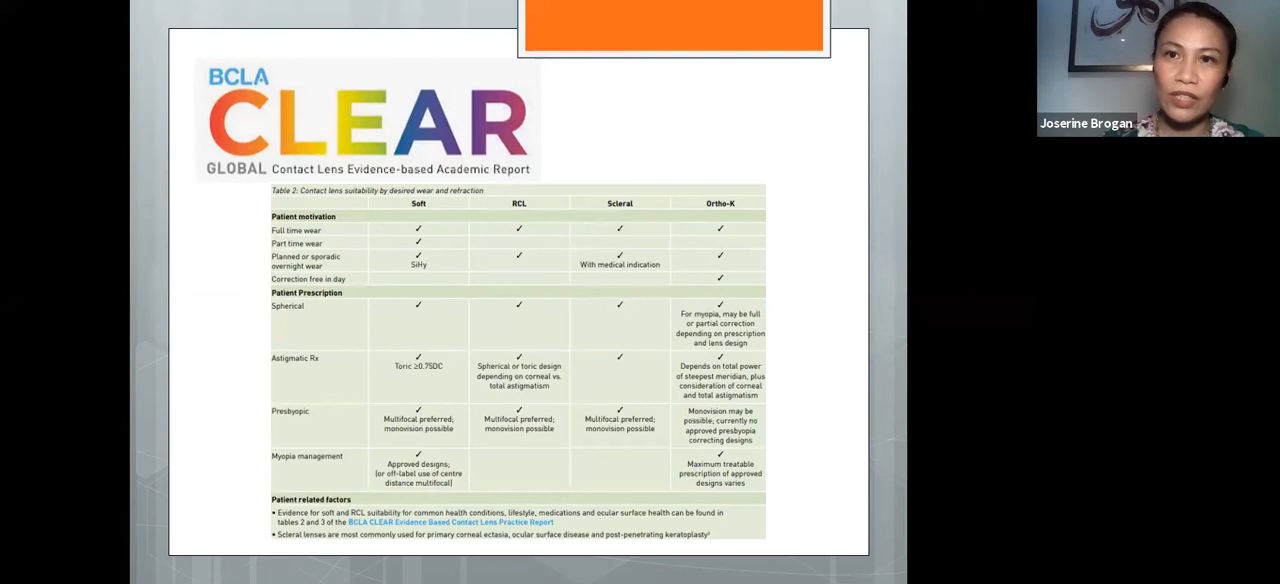 BCLA
CLEAR
GLOBAL Contact Lens Evidence-based Academic Report
Table 2: Contact lens suitability by desired wear and refraction
Soft RCL Scleral Ortho-K
Patient motivation
Full time wear ✓ ✓ ✓ ✓
Part time wear ✓
Planned or sporadic ✓ ✓ ✓ ✓
overnight wear SiHy With medical indication
Correction free in day ✓
Patient Prescription
Spherical ✓ ✓ ✓ ✓
For myopia, may be full
or partial correction
depending on prescription
and lens design
Astigmatic Rx ✓ ✓ ✓ ✓
Toric ≥0.75DC Spherical or toric design Depends on total power
depending on corneal vs. of steepest meridian, plus
total astigmatism consideration of corneal
and total astigmatism
Presbyopic ✓ ✓ ✓ Monovision may be
Multifocal preferred; Multifocal preferred; Multifocal preferred; possible; currently no
monovision possible monovision possible monovision possible approved presbyopia
correcting designs
Myopia management ✓ ✓
Approved designs; Maximum treatable
(or off-label use of centre prescription of approved
distance multifocal) designs varies
Patient related factors
• Evidence for soft and RCL suitability for common health conditions, lifestyle, medications and ocular surface health can be found in
tables 2 and 3 of the BCLA CLEAR Evidence Based Contact Lens Practice Report
• Scleral lenses are most commonly used for primary corneal ectasia, ocular surface disease and post-penetrating keratoplasty¹
Joserine Brogan